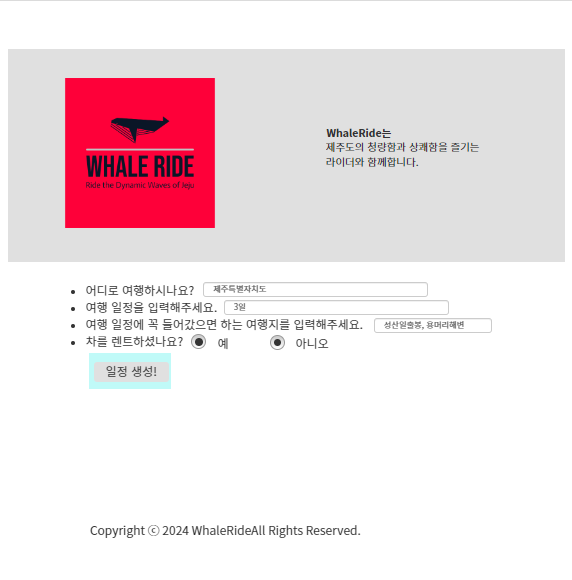 WHALE RIDE
Ride the Dynamic Waves of Jeju
WhaleRide는
제주도의 청량함과 상쾌함을 즐기는
라이더와 함께합니다.
어디로 여행하시나요? 제주특별자치도
여행 일정을 입력해주세요. 3일
여행 일정에 꼭 들어갔으면 하는 여행지를 입력해주세요. 성산일출봉, 용머리해변
차를 렌트하셨나요? 예 아니오
일정 생성!
Copyright ⓒ 2024 WhaleRideAll Rights Reserved.